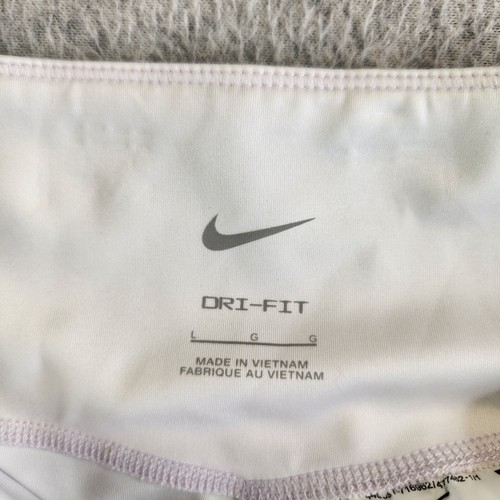 DRI-FIT
L G G
MADE IN VIETNAM
FABRIQUE AU VIETNAM